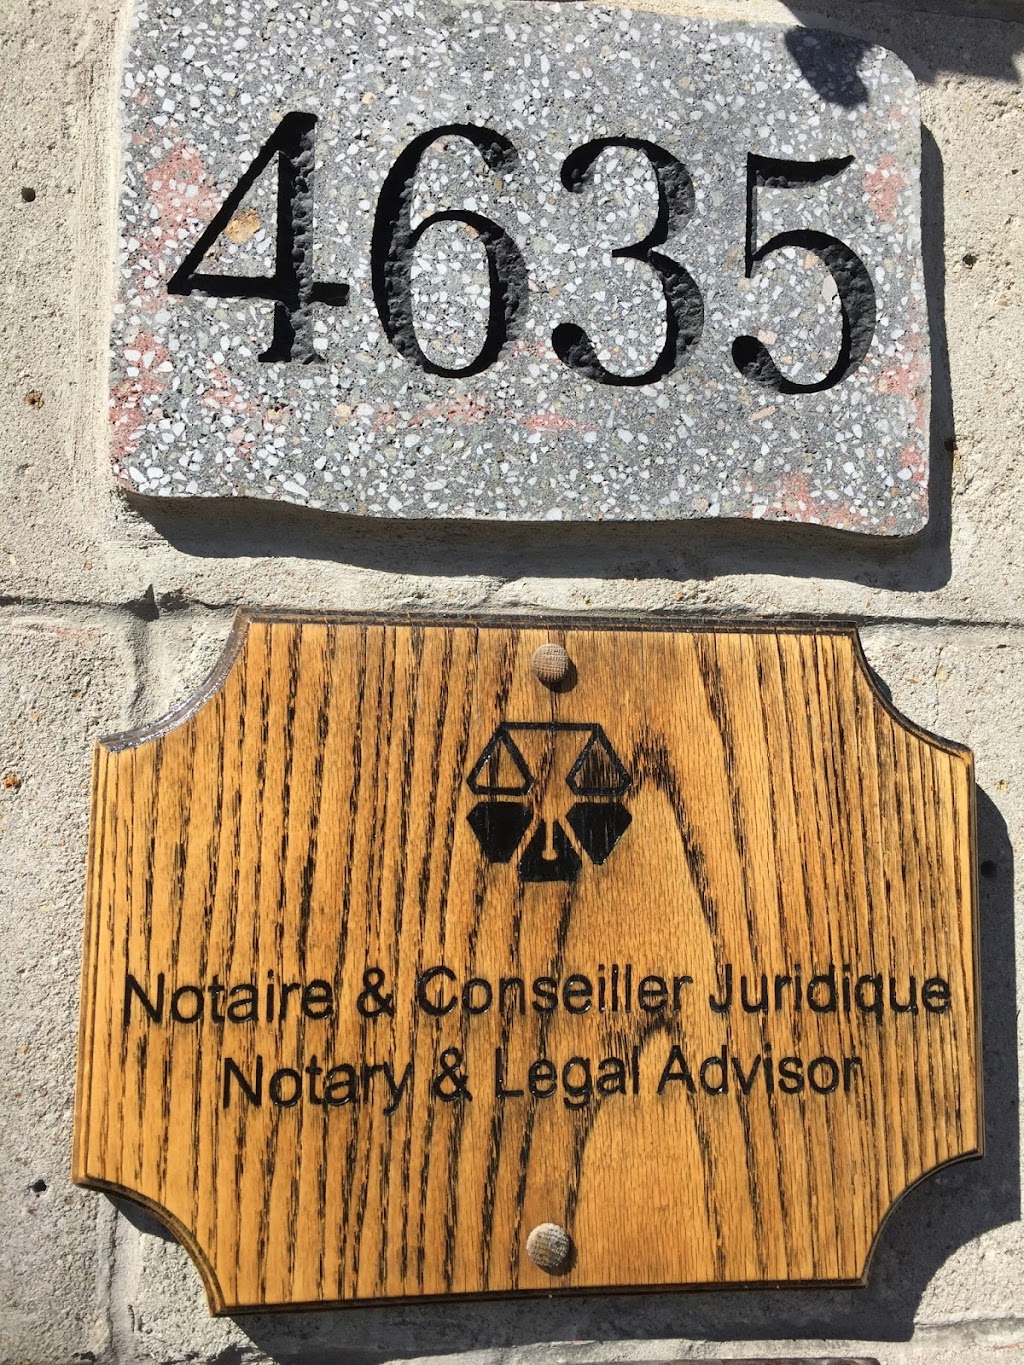 4635
Notaire & Conseiller Juridique
Notary & Legal Advisor